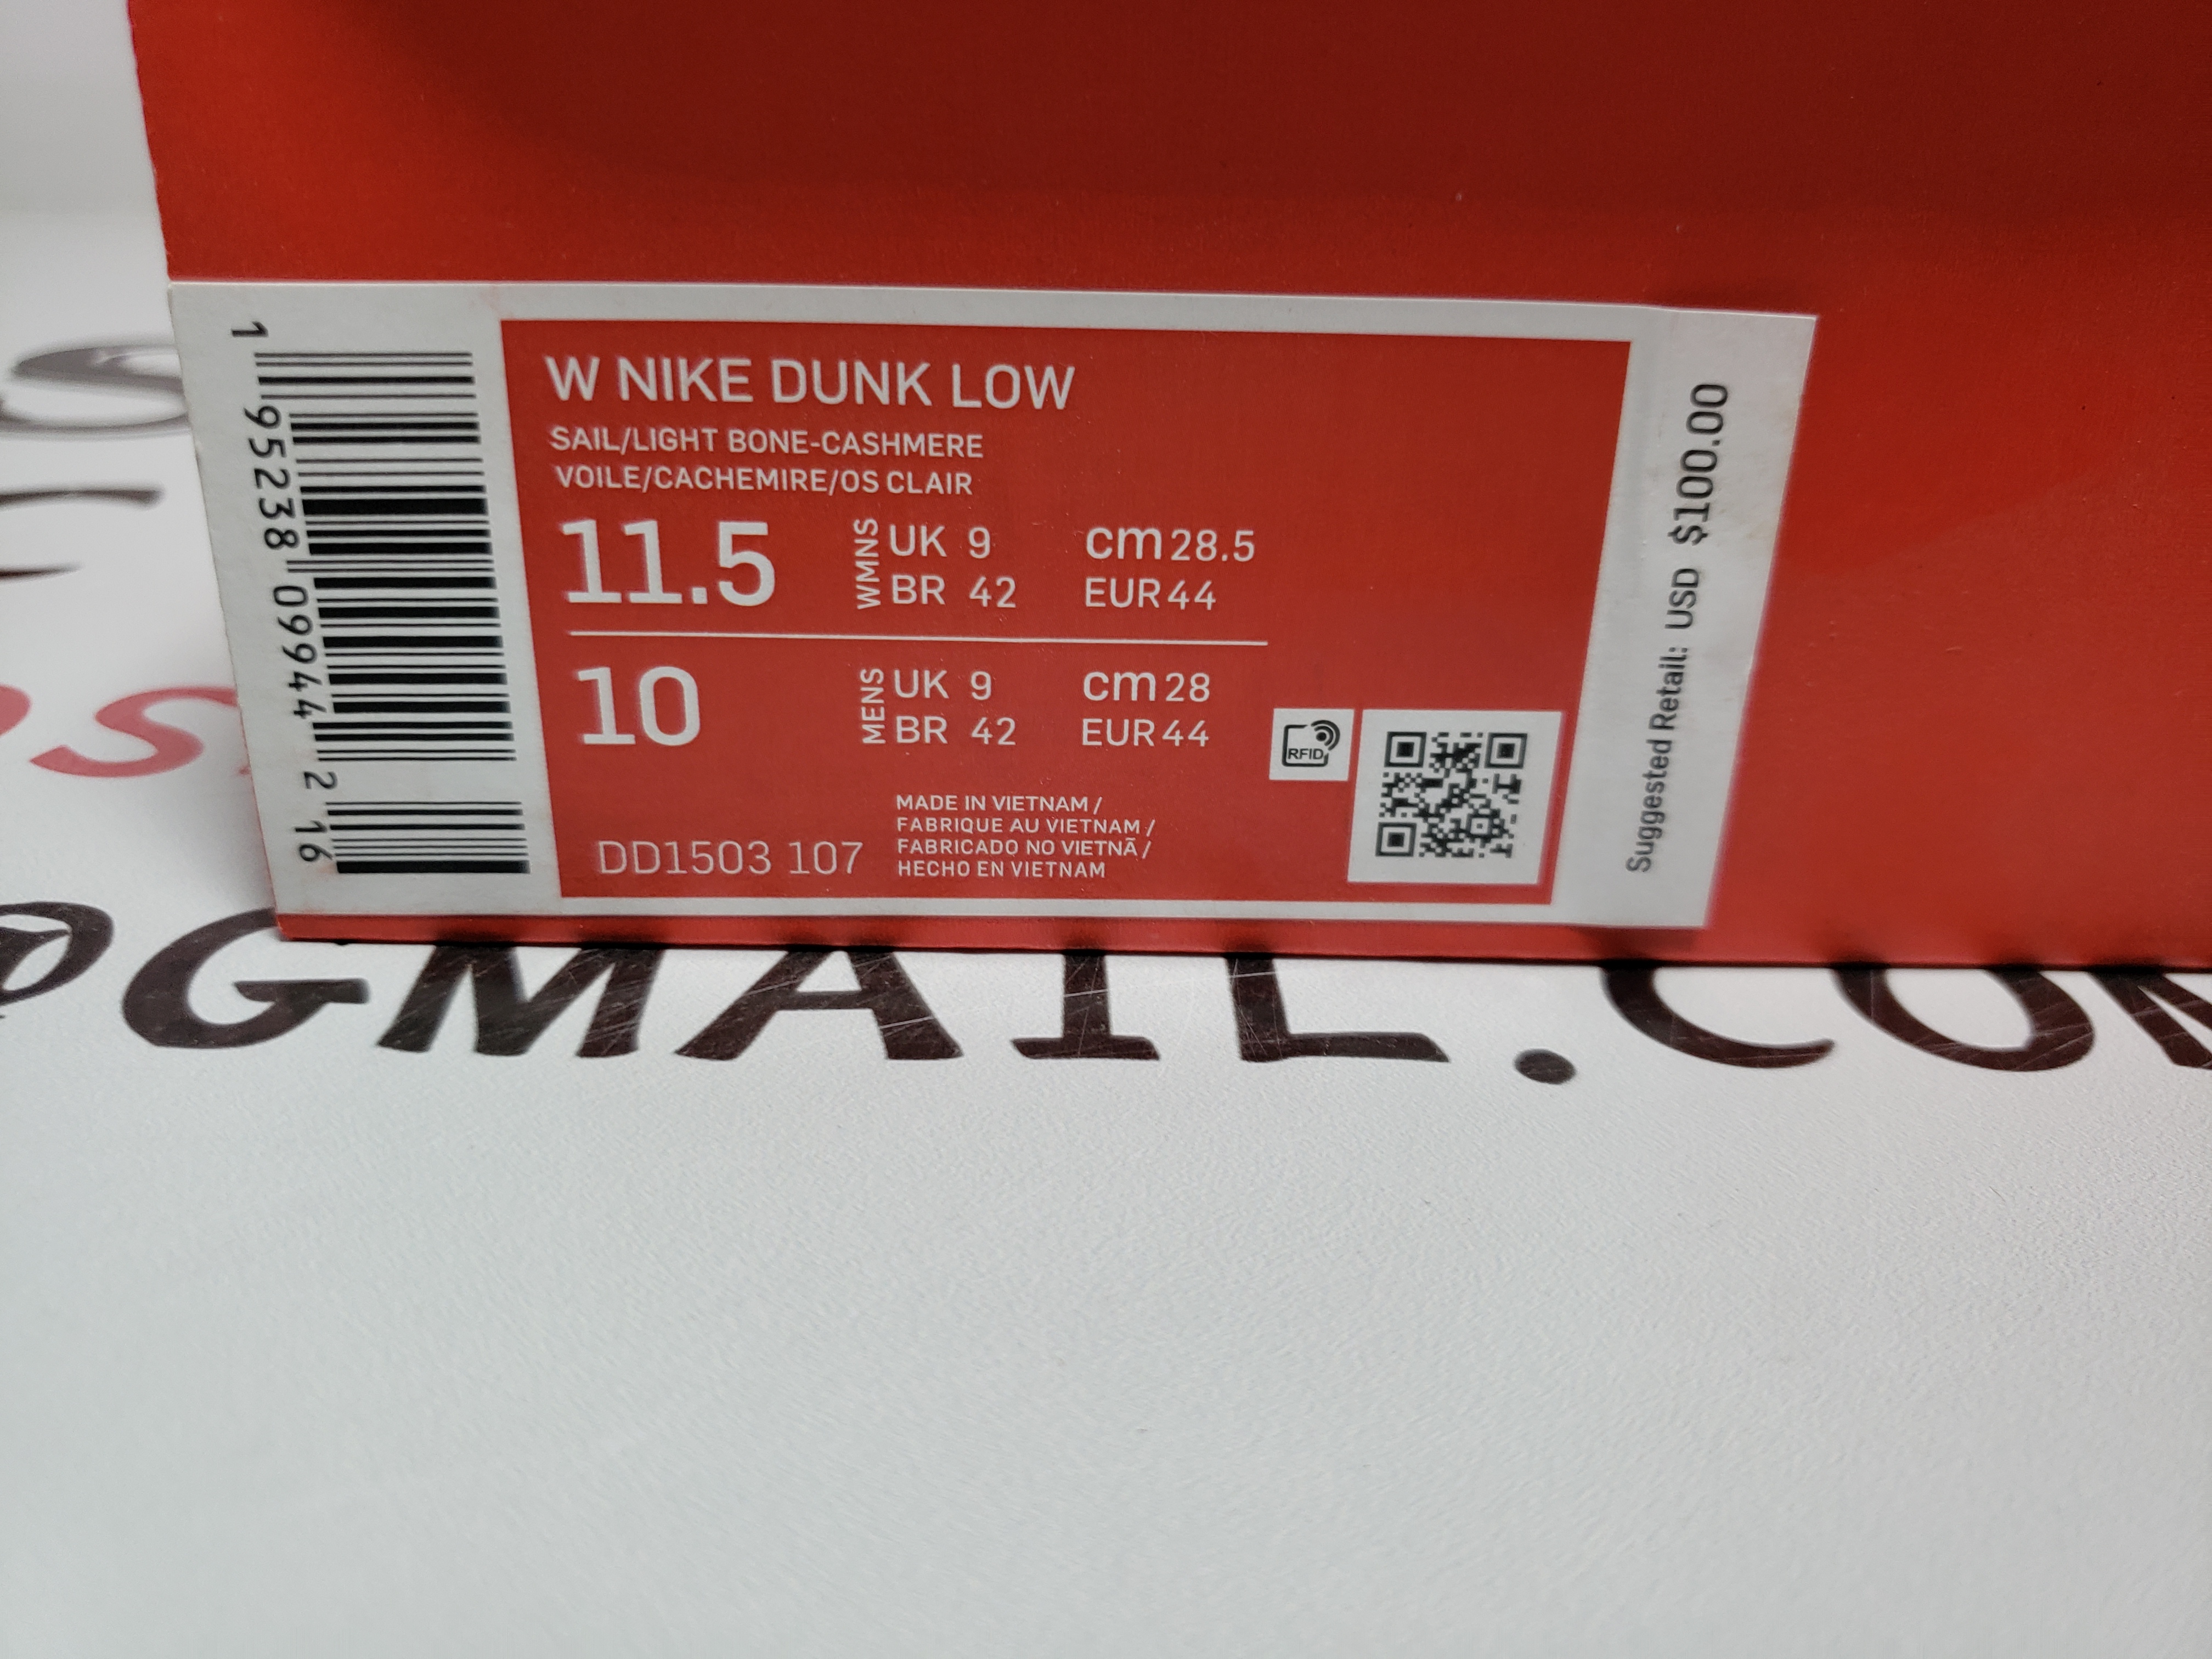 W NIKE DUNK LOW
SAIL/LIGHT BONE-CASHMERE
VOILE/CACHEMIRE/OS CLAIR
11.5 WMNS UK 9 cm 28.5
BR 42 EUR 44
10 MENS UK 9 cm 28
BR 42 EUR 44
RFID
DD1503 107
MADE IN VIETNAM /
FABRIQUE AU VIETNAM /
FABRICADO NO VIETNÃ /
HECHO EN VIETNAM
1 95238 09944 2 16
Suggested Retail: USD $100.00
@GMAIL.COM